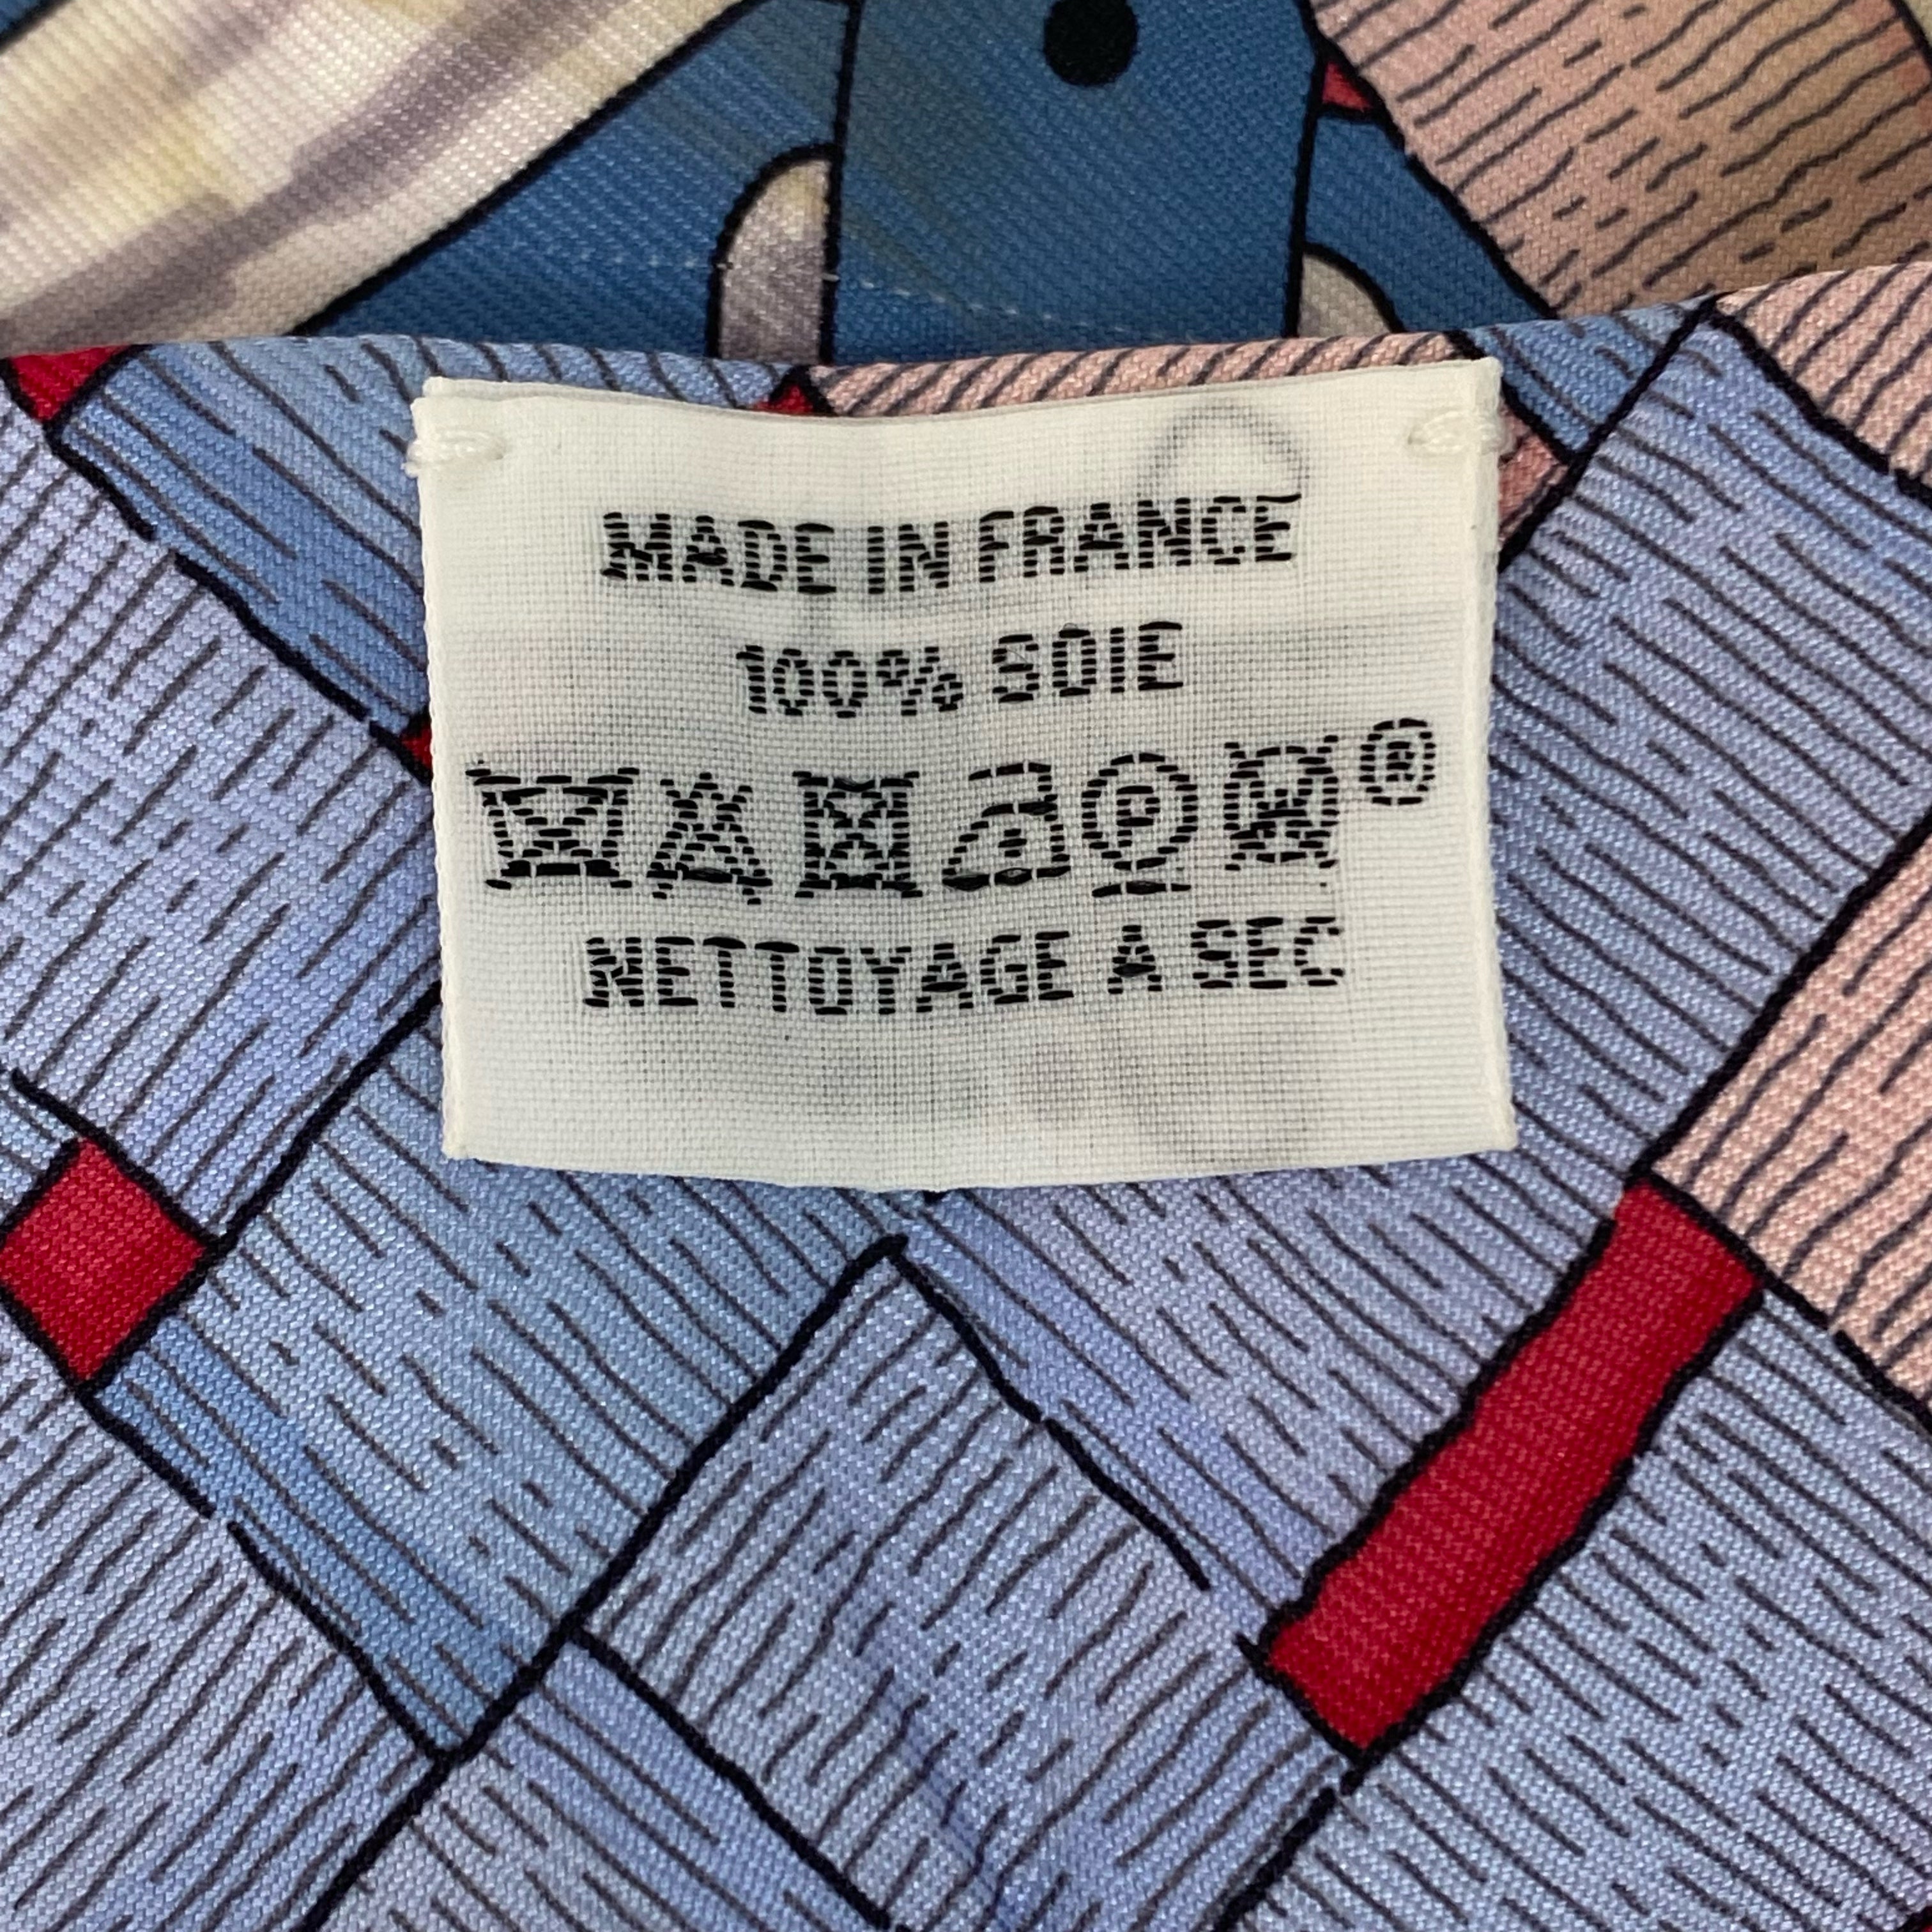 MADE IN FRANCE
100% SOIE
P W ®
NETTOYAGE A SEC